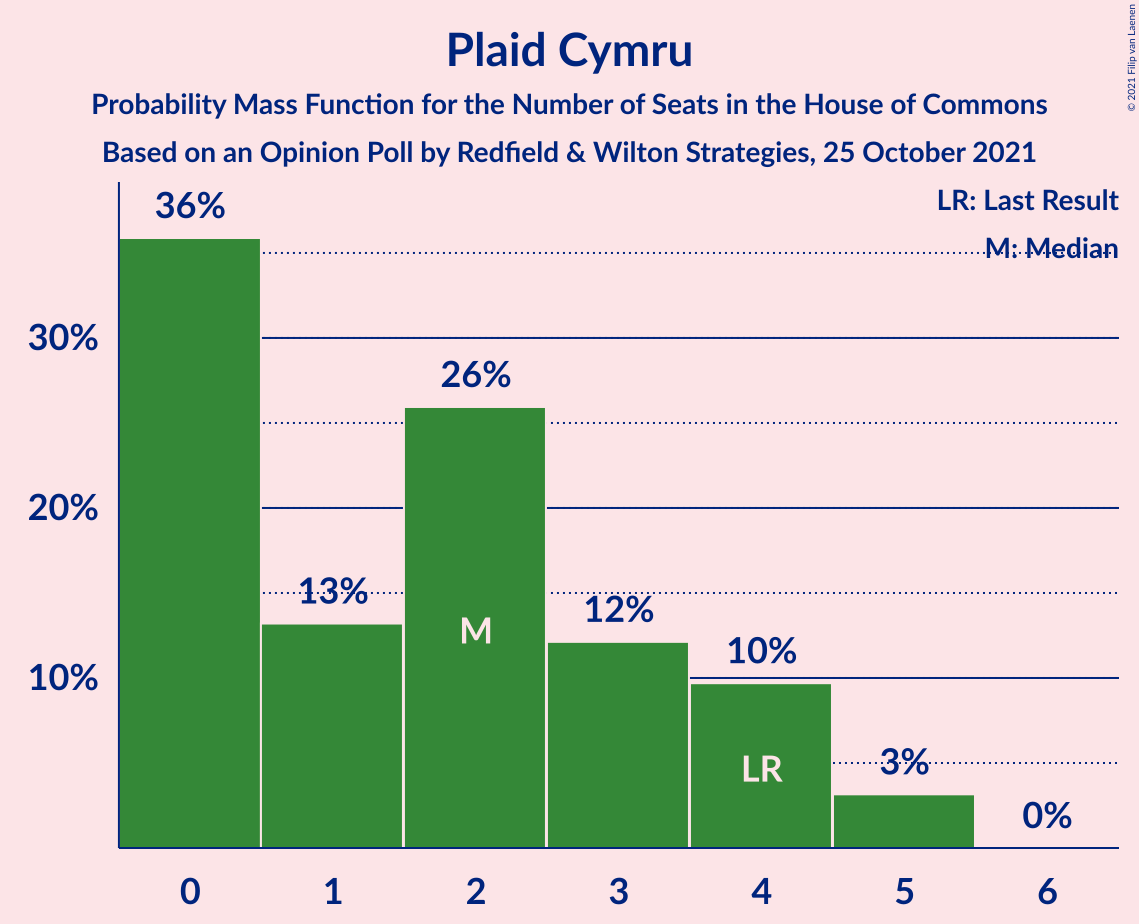 Plaid Cymru
Probability Mass Function for the Number of Seats in the House of Commons
Based on an Opinion Poll by Redfield & Wilton Strategies, 25 October 2021
© 2021 Filip van Laenen
LR: Last Result
M: Median
36%
30%
26%
20%
13%
12%
M
10%
10%
LR
3%
0%
0 1 2 3 4 5 6